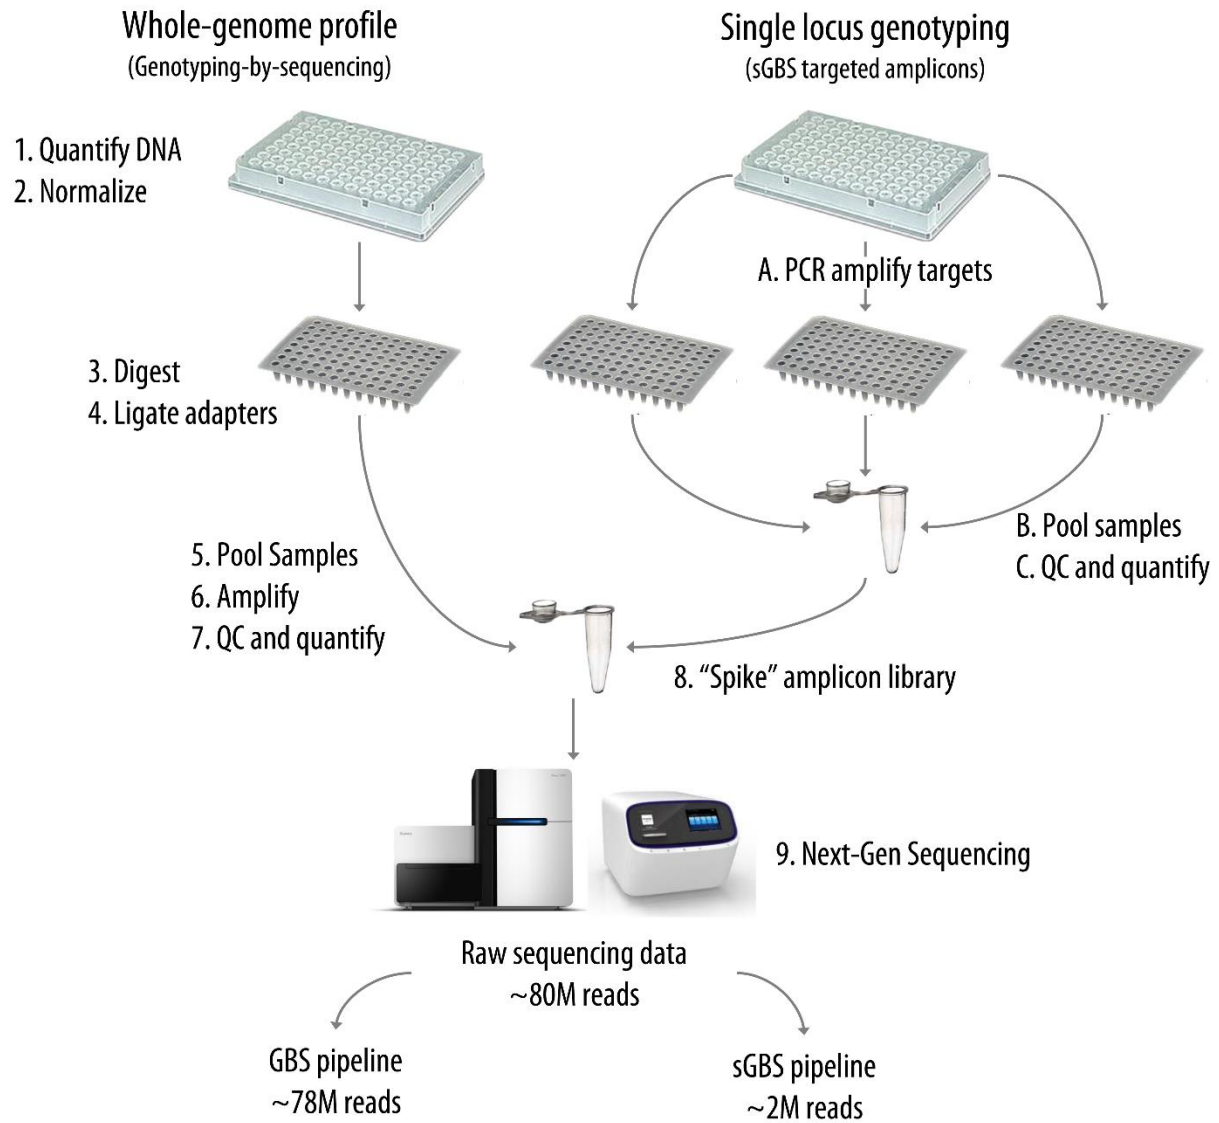 Whole-genome profile
(Genotyping-by-sequencing)
Single locus genotyping
(sGBS targeted amplicons)
1. Quantify DNA
2. Normalize
A. PCR amplify targets
3. Digest
4. Ligate adapters
B. Pool samples
C. QC and quantify
5. Pool Samples
6. Amplify
7. QC and quantify
8. “Spike” amplicon library
9. Next-Gen Sequencing
Raw sequencing data
~80M reads
GBS pipeline
~78M reads
sGBS pipeline
~2M reads